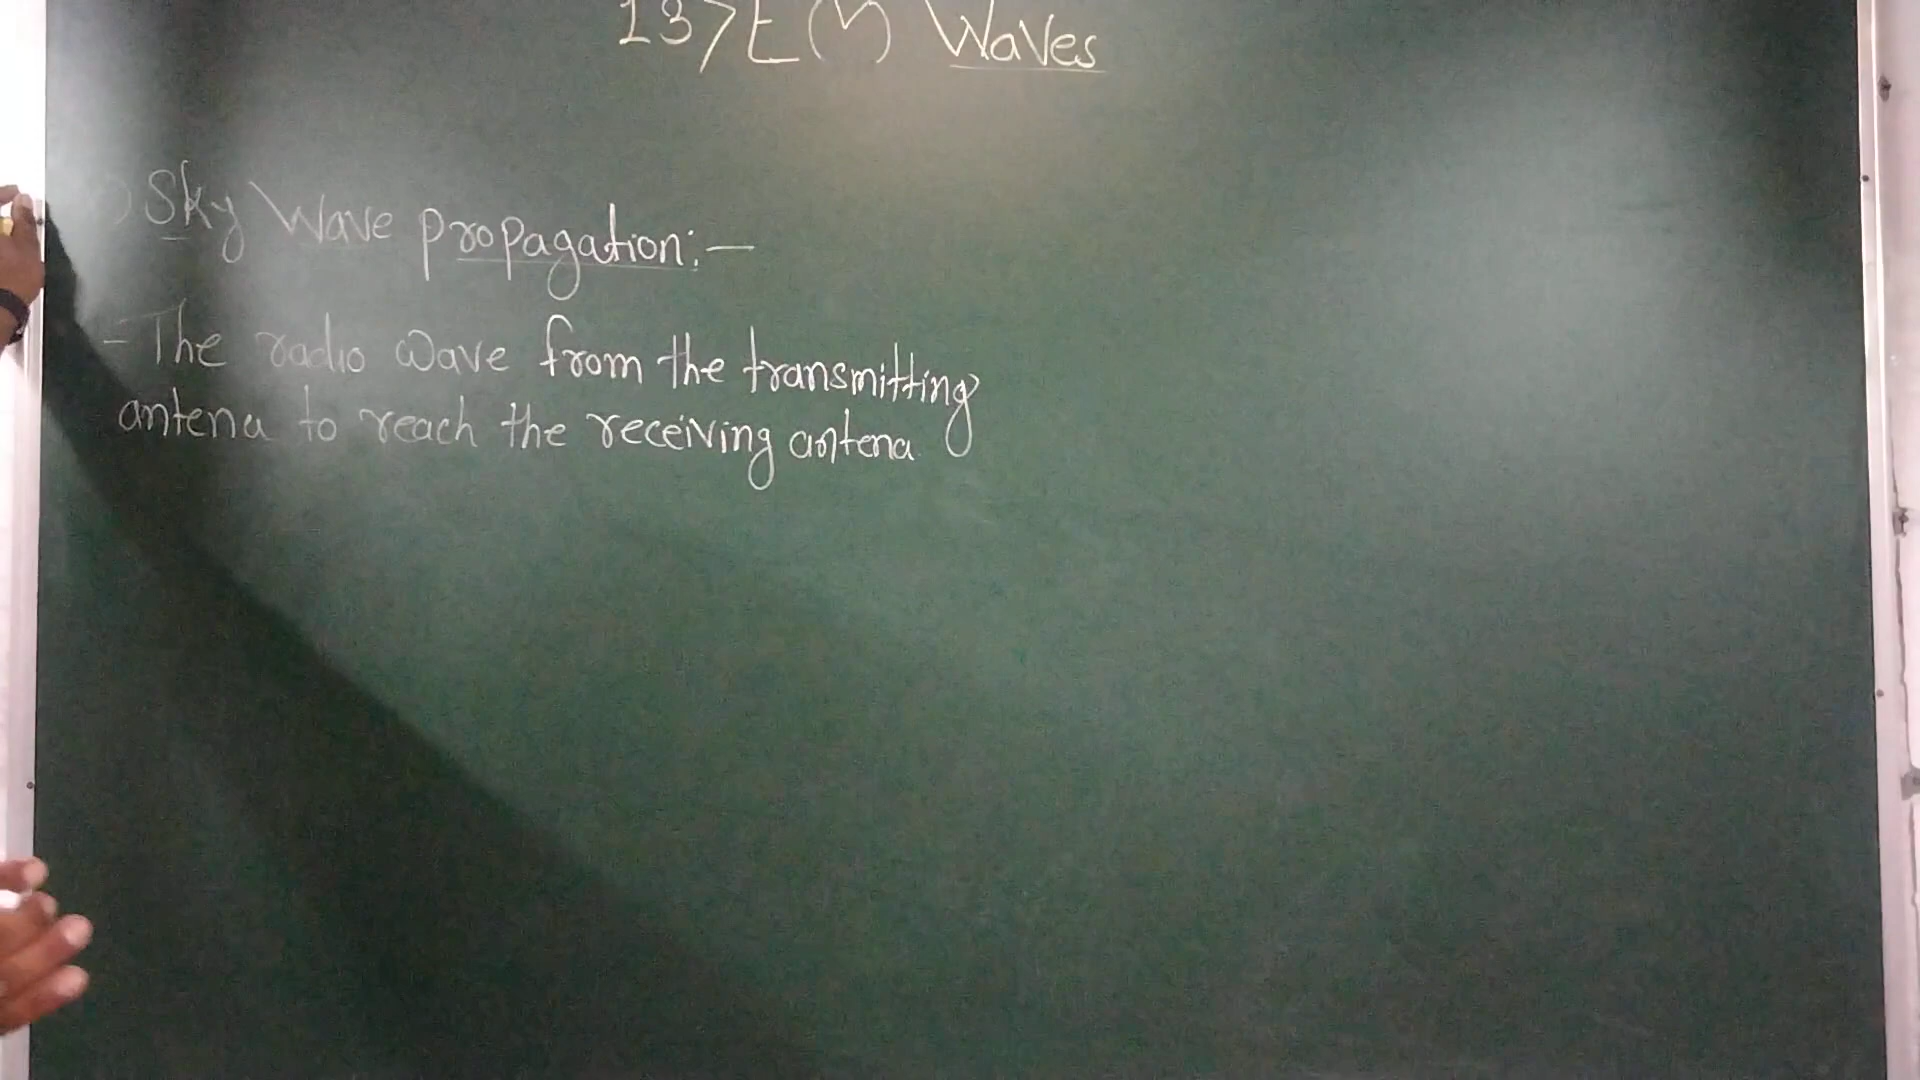 13> E M Waves
) Sky Wave propagation:-
- The radio wave from the transmitting
antena to reach the receiving antena